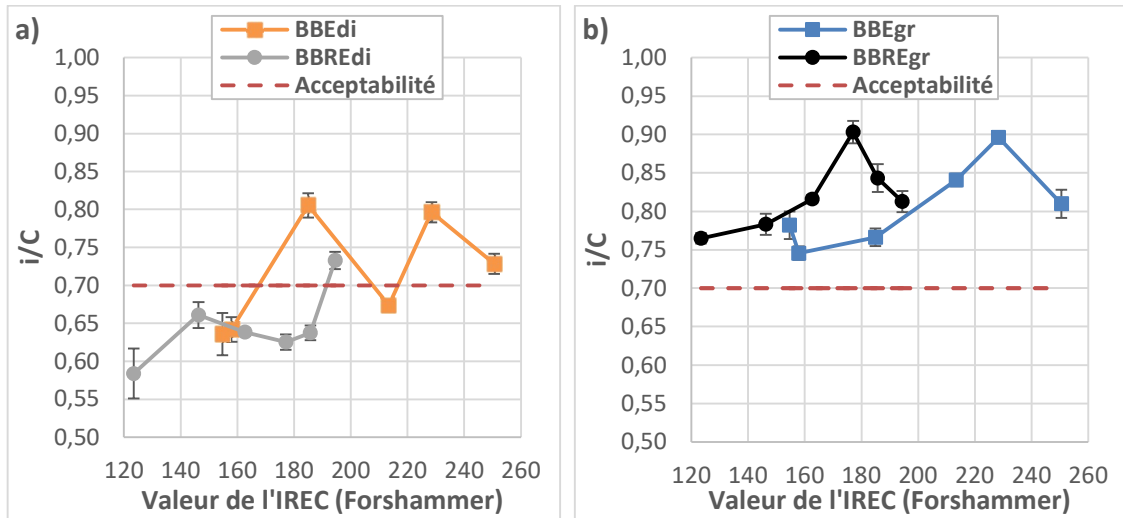 a)
BBEdi
BBREdi
Acceptabilité
1,00
0,95
0,90
0,85
0,80
0,75
0,70
0,65
0,60
0,55
0,50
i/C
120 140 160 180 200 220 240 260
Valeur de l'IREC (Forshammer)
b)
BBEgr
BBREgr
Acceptabilité
1,00
0,95
0,90
0,85
0,80
0,75
0,70
0,65
0,60
0,55
0,50
i/C
120 140 160 180 200 220 240 260
Valeur de l'IREC (Forshammer)